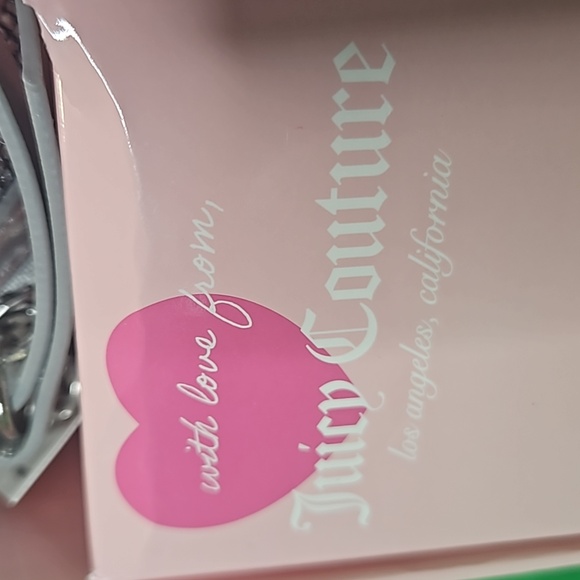 with love from,
Juicy Couture
los angeles, california